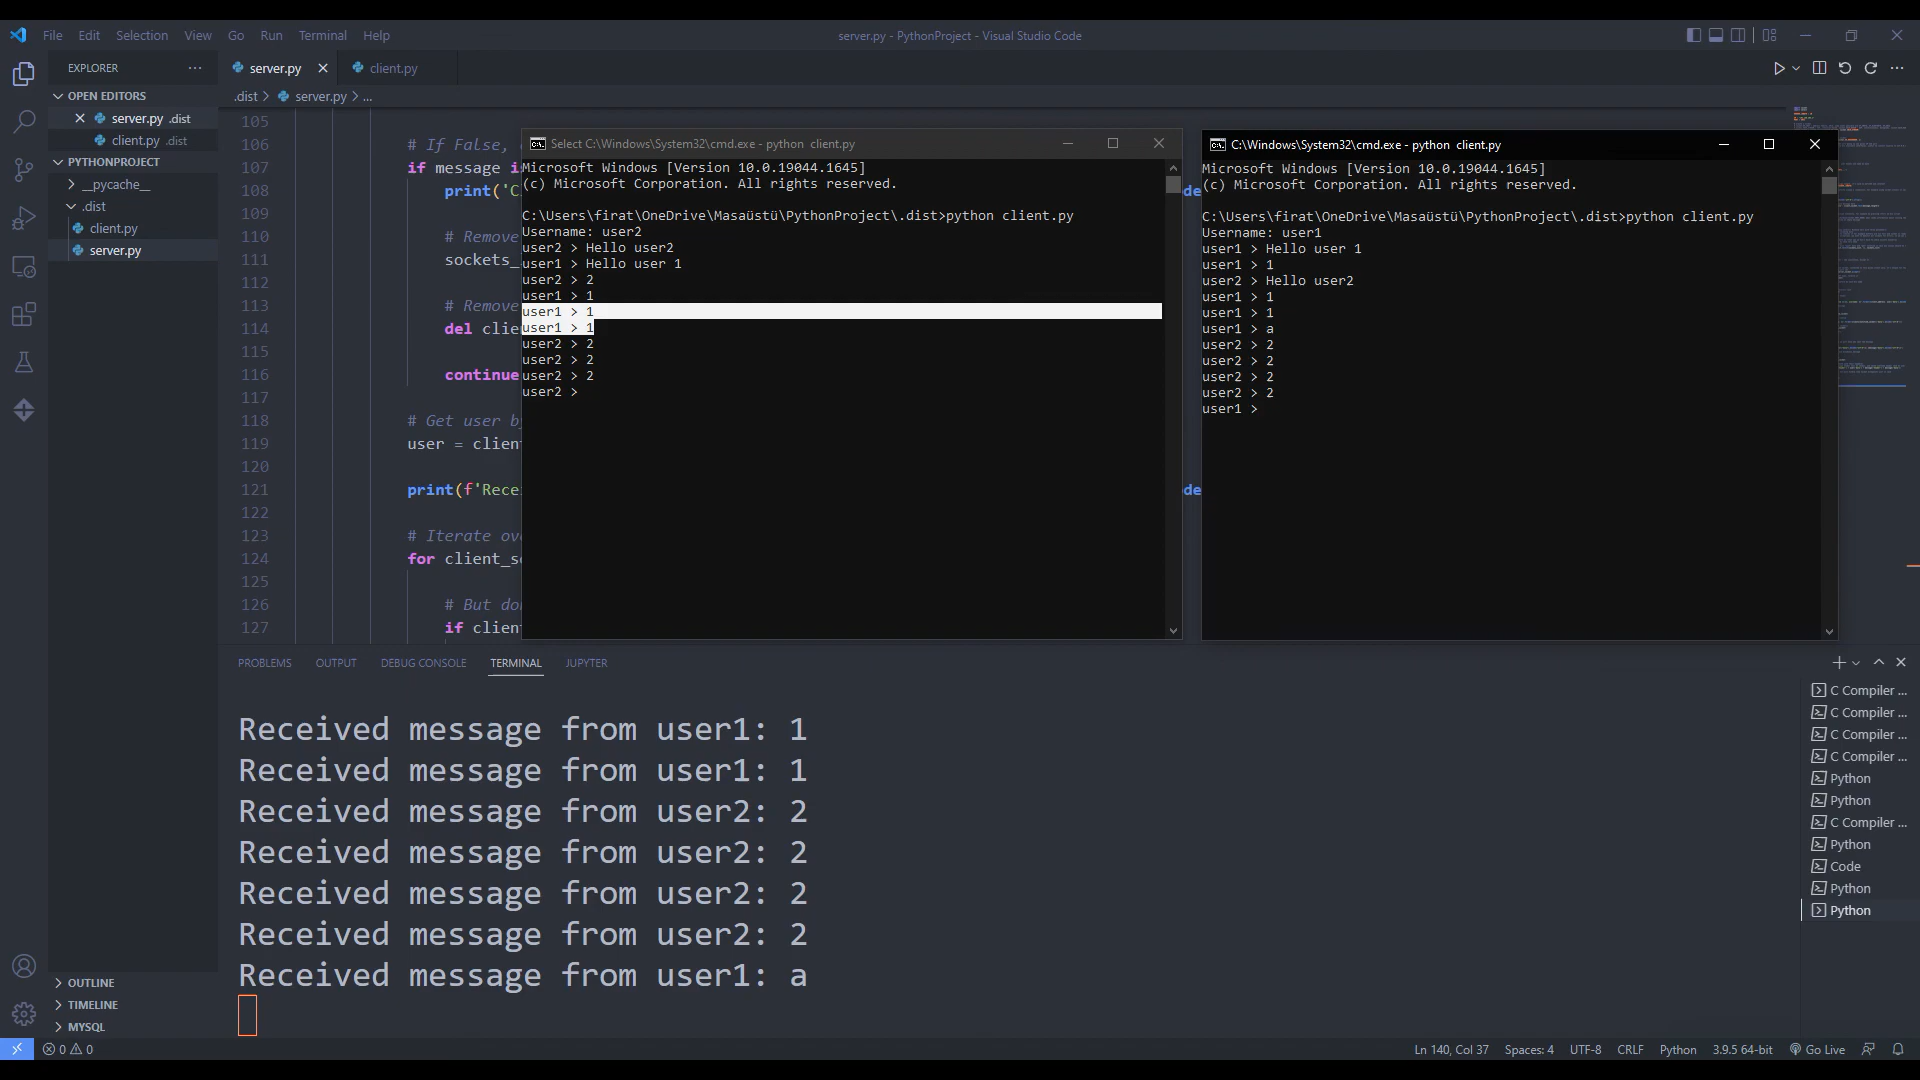 File Edit Selection View Go Run Terminal Help
server.py - PythonProject - Visual Studio Code
EXPLORER
OPEN EDITORS
server.py .dist
client.py .dist
PYTHONPROJECT
__pycache__
.dist
client.py
server.py
OUTLINE
TIMELINE
MYSQL
server.py
client.py
.dist > server.py > ...
105
106 # If False,
107 if message is
108 print('C
109
110 # Remove
111 sockets_
112
113 # Remove
114 del clie
115
116 continue
117
118 # Get user by
119 user = client
120
121 print(f'Recei
122
123 # Iterate ove
124 for client_so
125
126 # But don
127 if client
de
de
Select C:\Windows\System32\cmd.exe - python client.py
Microsoft Windows [Version 10.0.19044.1645]
(c) Microsoft Corporation. All rights reserved.
C:\Users\firat\OneDrive\Masaüstü\PythonProject\.dist>python client.py
Username: user2
user2 > Hello user2
user1 > Hello user 1
user2 > 2
user1 > 1
user1 > 1
user1 > 1
user2 > 2
user2 > 2
user2 > 2
user2 >
C:\Windows\System32\cmd.exe - python client.py
Microsoft Windows [Version 10.0.19044.1645]
(c) Microsoft Corporation. All rights reserved.
C:\Users\firat\OneDrive\Masaüstü\PythonProject\.dist>python client.py
Username: user1
user1 > Hello user 1
user1 > 1
user2 > Hello user2
user1 > 1
user1 > 1
user1 > a
user2 > 2
user2 > 2
user2 > 2
user2 > 2
user1 >
PROBLEMS OUTPUT DEBUG CONSOLE TERMINAL JUPYTER
Received message from user1: 1
Received message from user1: 1
Received message from user2: 2
Received message from user2: 2
Received message from user2: 2
Received message from user2: 2
Received message from user1: a
C Compiler ...
C Compiler ...
C Compiler ...
C Compiler ...
Python
Python
C Compiler ...
Python
Code
Python
Python
0 0
Ln 140, Col 37 Spaces: 4 UTF-8 CRLF Python 3.9.5 64-bit Go Live